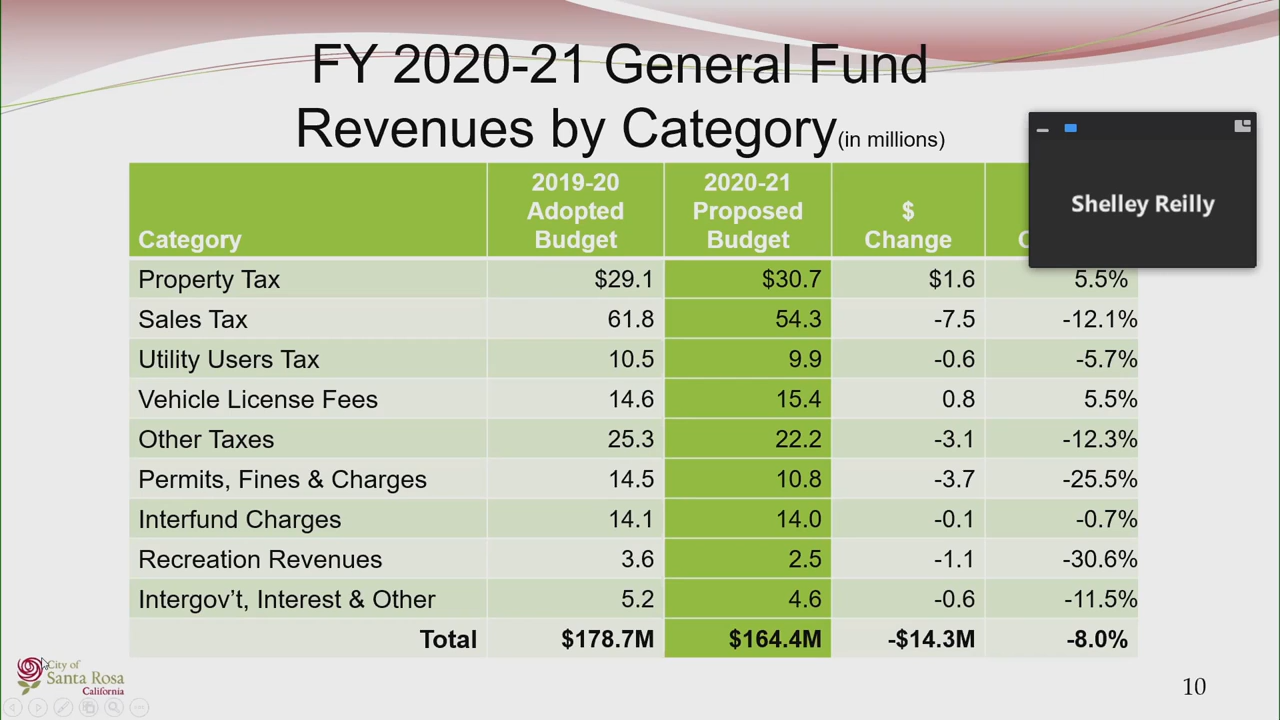 FY 2020-21 General Fund
Revenues by Category(in millions)
Shelley Reilly
Category 2019-20 Adopted Budget 2020-21 Proposed Budget $ Change
Property Tax $29.1 $30.7 $1.6 5.5%
Sales Tax 61.8 54.3 -7.5 -12.1%
Utility Users Tax 10.5 9.9 -0.6 -5.7%
Vehicle License Fees 14.6 15.4 0.8 5.5%
Other Taxes 25.3 22.2 -3.1 -12.3%
Permits, Fines & Charges 14.5 10.8 -3.7 -25.5%
Interfund Charges 14.1 14.0 -0.1 -0.7%
Recreation Revenues 3.6 2.5 -1.1 -30.6%
Intergov’t, Interest & Other 5.2 4.6 -0.6 -11.5%
Total $178.7M $164.4M -$14.3M -8.0%
City of
Santa Rosa
California
10